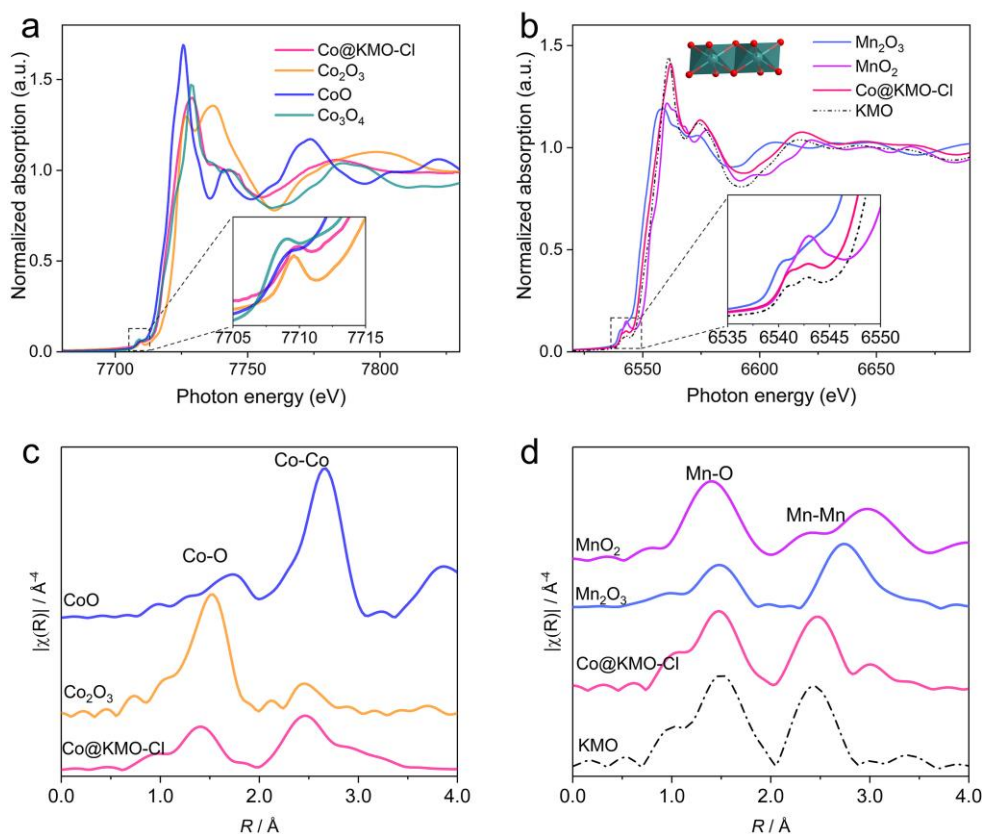 a
Normalized absorption (a.u.)
1.5
1.0
0.5
0.0
Co@KMO-Cl
Co₂O₃
CoO
Co₃O₄
7705 7710 7715
7700 7750 7800
Photon energy (eV)
b
Normalized absorption (a.u.)
1.5
1.0
0.5
0.0
Mn₂O₃
MnO₂
Co@KMO-Cl
KMO
6535 6540 6545 6550
6550 6600 6650
Photon energy (eV)
c
|χ(R)| / Å⁻⁴
Co-Co
Co-O
CoO
Co₂O₃
Co@KMO-Cl
0.0 1.0 2.0 3.0 4.0
R / Å
d
|χ(R)| / Å⁻⁴
Mn-O
Mn-Mn
MnO₂
Mn₂O₃
Co@KMO-Cl
KMO
0.0 1.0 2.0 3.0 4.0
R / Å